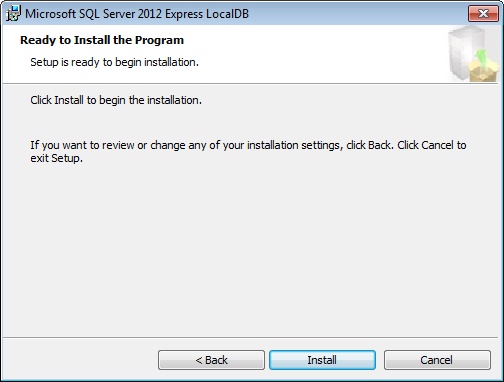 Microsoft SQL Server 2012 Express LocalDB
Ready to Install the Program
Setup is ready to begin installation.
Click Install to begin the installation.
If you want to review or change any of your installation settings, click Back. Click Cancel to
exit Setup.
< Back Install Cancel